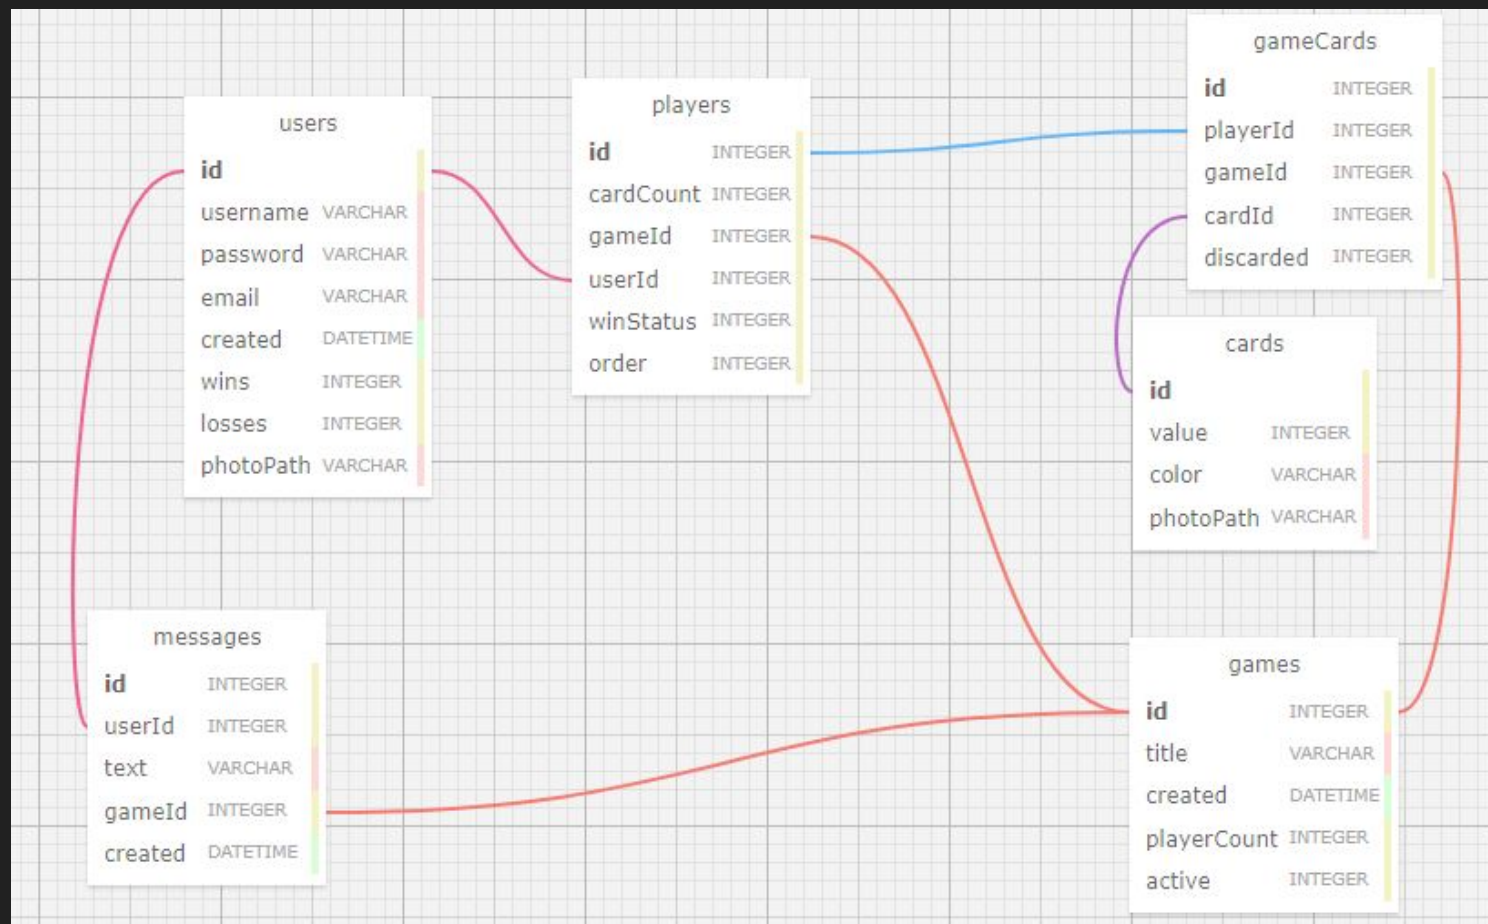 users
id
username VARCHAR
password VARCHAR
email VARCHAR
created DATETIME
wins INTEGER
losses INTEGER
photoPath VARCHAR
players
id INTEGER
cardCount INTEGER
gameId INTEGER
userId INTEGER
winStatus INTEGER
order INTEGER
gameCards
id INTEGER
playerId INTEGER
gameId INTEGER
cardId INTEGER
discarded INTEGER
cards
id
value INTEGER
color VARCHAR
photoPath VARCHAR
messages
id INTEGER
userId INTEGER
text VARCHAR
gameId INTEGER
created DATETIME
games
id INTEGER
title VARCHAR
created DATETIME
playerCount INTEGER
active INTEGER